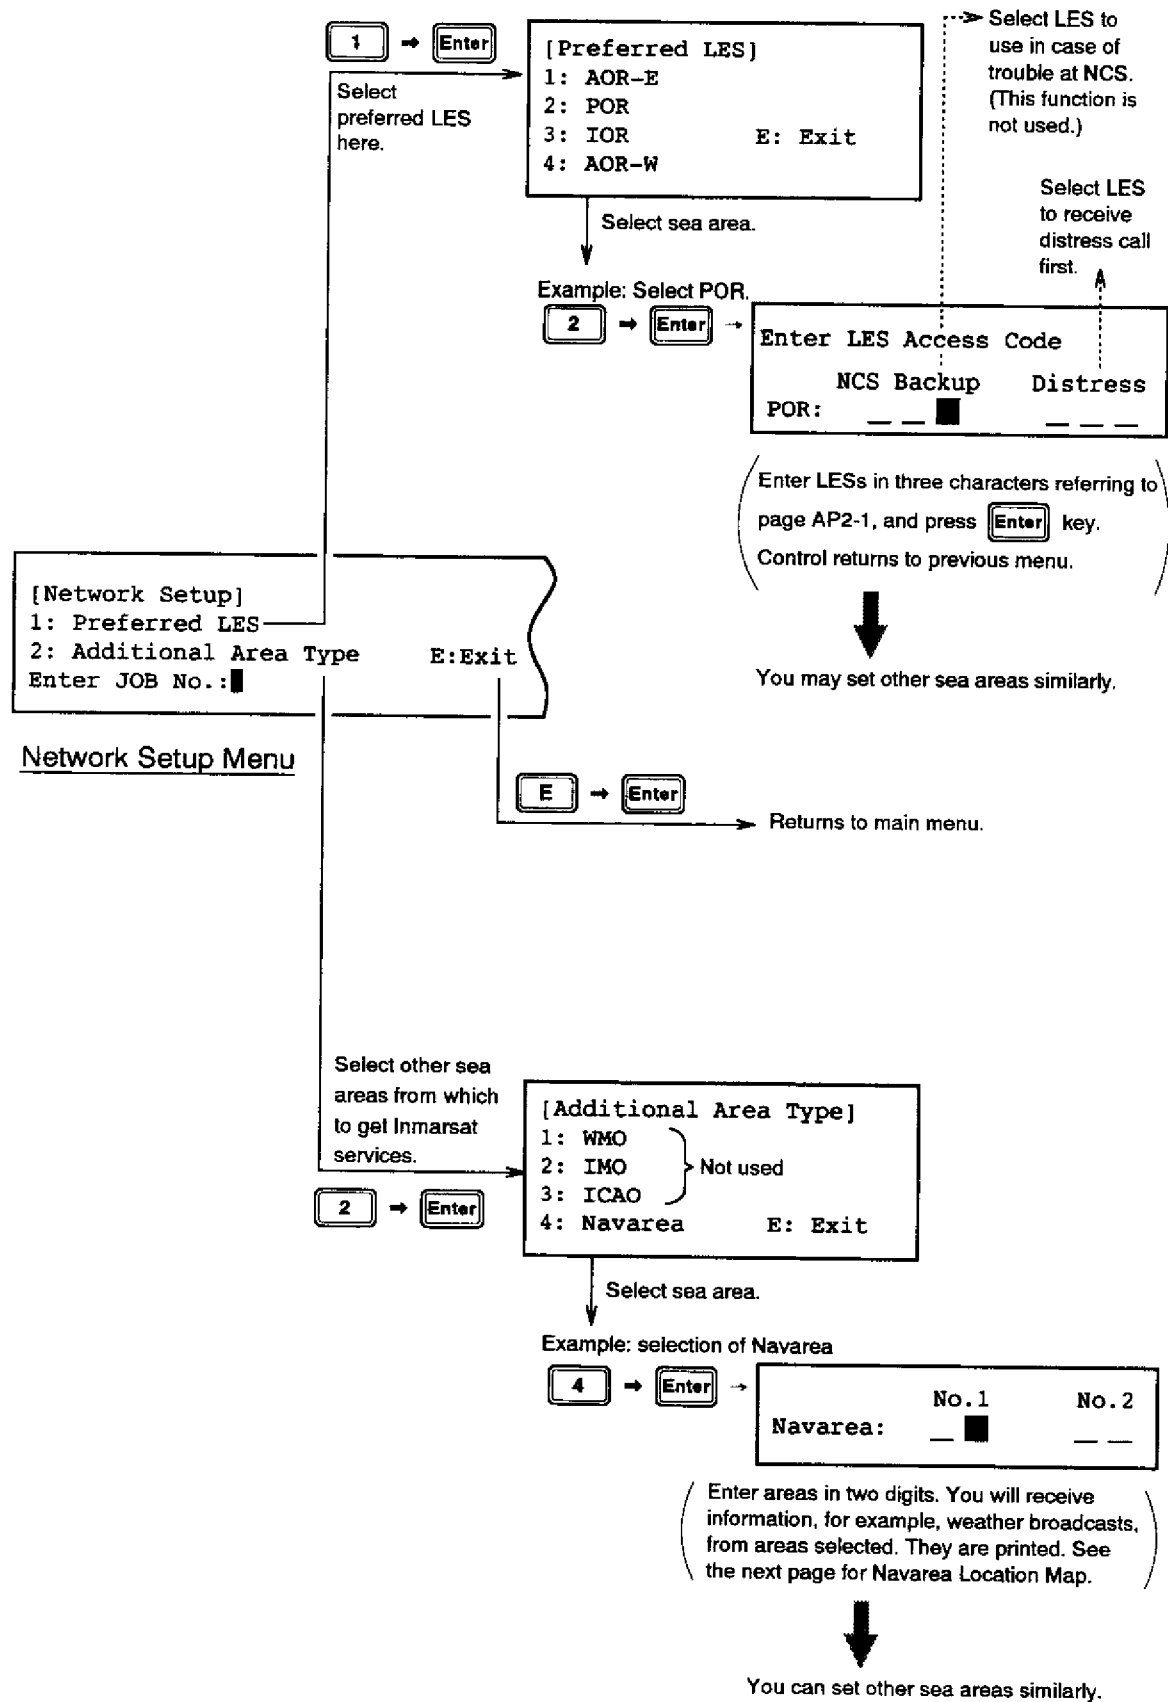 1 → Enter
Select
preferred LES
here.
[Preferred LES]
1: AOR-E
2: POR
3: IOR E: Exit
4: AOR-W
Select LES to
use in case of
trouble at NCS.
(This function is
not used.)
Select LES
to receive
distress call
first.
Select sea area.
Example: Select POR.
2 → Enter →
Enter LES Access Code
NCS Backup Distress
POR: _ _ _ _ _
Enter LESs in three characters referring to
page AP2-1, and press Enter key.
Control returns to previous menu.
You may set other sea areas similarly.
[Network Setup]
1: Preferred LES
2: Additional Area Type E:Exit
Enter JOB No.:
Network Setup Menu
E → Enter
Returns to main menu.
Select other sea
areas from which
to get Inmarsat
services.
2 → Enter
[Additional Area Type]
1: WMO
2: IMO Not used
3: ICAO
4: Navarea E: Exit
Select sea area.
Example: selection of Navarea
4 → Enter →
No.1 No.2
Navarea: _ _ _
Enter areas in two digits. You will receive
information, for example, weather broadcasts,
from areas selected. They are printed. See
the next page for Navarea Location Map.
You can set other sea areas similarly.